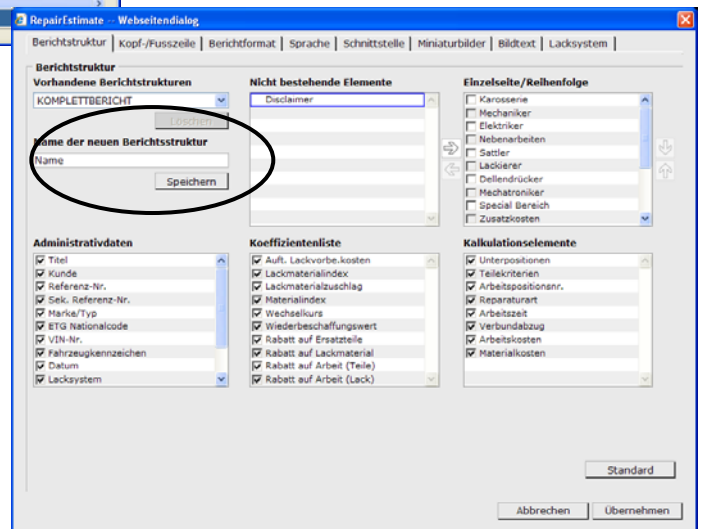 RepairEstimate -- Webseitendialog
Berichtstruktur | Kopf-/Fusszeile | Berichtformat | Sprache | Schnittstelle | Miniaturbilder | Bildtext | Lacksystem |
Berichtstruktur
Vorhandene Berichtstrukturen
KOMPLETTBERICHT
Löschen
Name der neuen Berichtsstruktur
Name
Speichern
Nicht bestehende Elemente
Disclaimer
Einzelseite/Reihenfolge
Karosserie
Mechaniker
Elektriker
Nebenarbeiten
Sattler
Lackierer
Dellendrücker
Mechatroniker
Special Bereich
Zusatzkosten
Administrativdaten
Titel
Kunde
Referenz-Nr.
Sek. Referenz-Nr.
Marke/Typ
ETG Nationalcode
VIN-Nr.
Fahrzeugkennzeichen
Datum
Lacksystem
Koeffizientenliste
Auft. Lackvorbe.kosten
Lackmaterialindex
Lackmaterialzuschlag
Materialindex
Wechselkurs
Wiederbeschaffungswert
Rabatt auf Ersatzteile
Rabatt auf Lackmaterial
Rabatt auf Arbeit (Teile)
Rabatt auf Arbeit (Lack)
Kalkulationselemente
Unterpositionen
Teilekriterien
Arbeitspositionsnr.
Reparaturart
Arbeitszeit
Verbundabzug
Arbeitskosten
Materialkosten
Standard
Abbrechen
Übernehmen